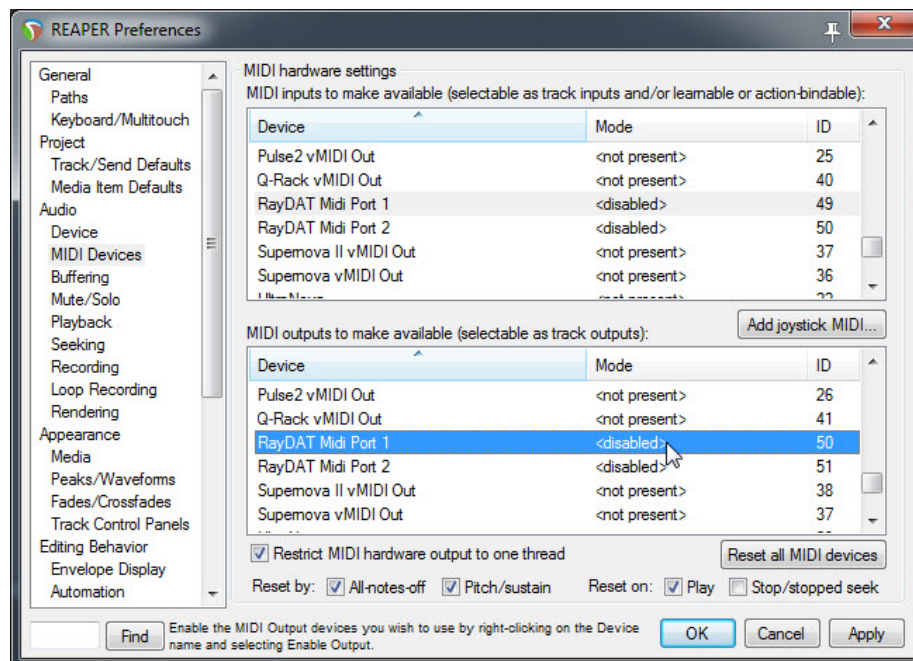 REAPER Preferences
General
Paths
Keyboard/Multitouch
Project
Track/Send Defaults
Media Item Defaults
Audio
Device
MIDI Devices
Buffering
Mute/Solo
Playback
Seeking
Recording
Loop Recording
Rendering
Appearance
Media
Peaks/Waveforms
Fades/Crossfades
Track Control Panels
Editing Behavior
Envelope Display
Automation
MIDI hardware settings
MIDI inputs to make available (selectable as track inputs and/or learnable or action-bindable):
Device Mode ID
Pulse2 vMIDI Out <not present> 25
Q-Rack vMIDI Out <not present> 40
RayDAT Midi Port 1 <disabled> 49
RayDAT Midi Port 2 <disabled> 50
Supernova II vMIDI Out <not present> 37
Supernova vMIDI Out <not present> 36
Add joystick MIDI...
MIDI outputs to make available (selectable as track outputs):
Device Mode ID
Pulse2 vMIDI Out <not present> 26
Q-Rack vMIDI Out <not present> 41
RayDAT Midi Port 1 <disabled> 50
RayDAT Midi Port 2 <disabled> 51
Supernova II vMIDI Out <not present> 38
Supernova vMIDI Out <not present> 37
Restrict MIDI hardware output to one thread
Reset all MIDI devices
Reset by: All-notes-off Pitch/sustain Reset on: Play Stop/stopped seek
Find
Enable the MIDI Output devices you wish to use by right-clicking on the Device
name and selecting Enable Output.
OK Cancel Apply